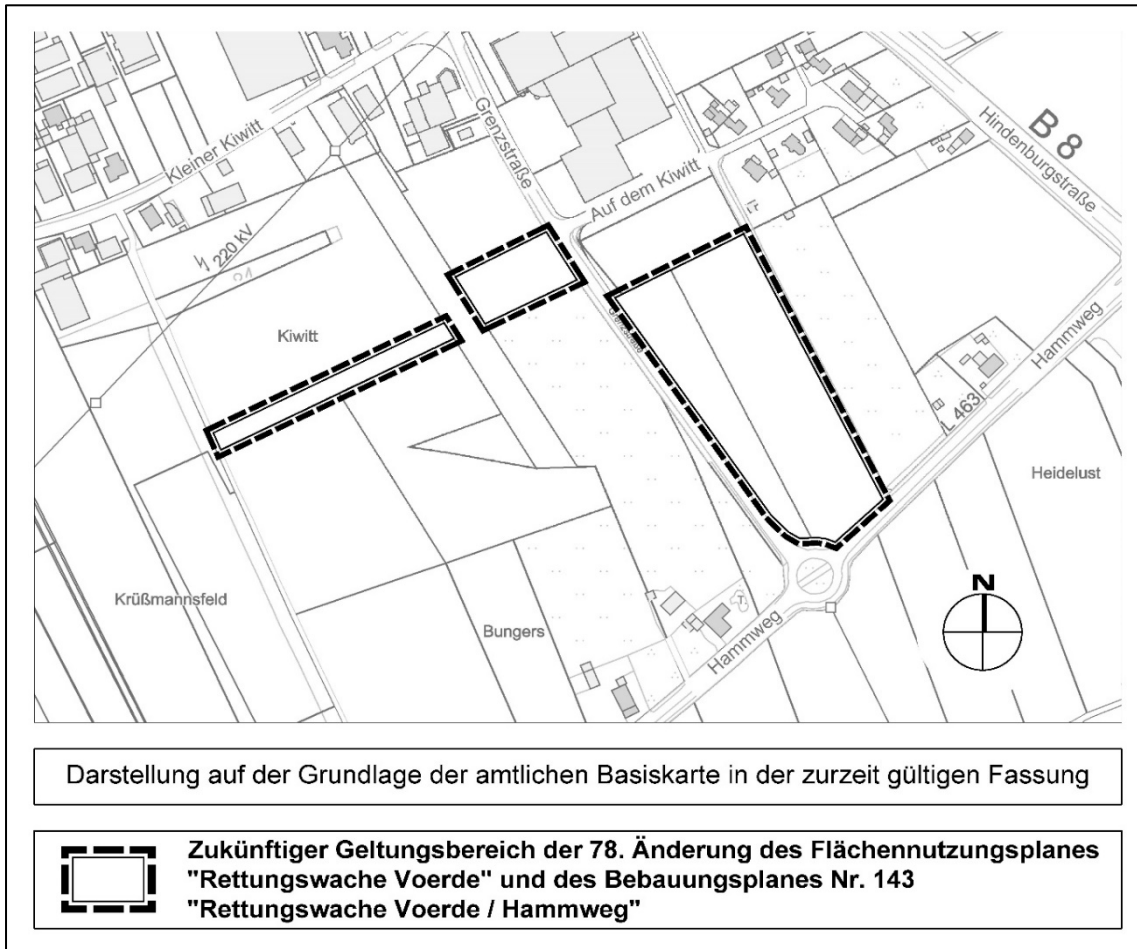 Kleiner Kiwitt
Grenzstraße
Auf dem Kiwitt
B 8
Hindenburgstraße
220 KV
Kiwitt
Grenzstraße
Hammweg
L 463
Heidelust
Krüßmannsfeld
Bungers
Hammweg
N
Darstellung auf der Grundlage der amtlichen Basiskarte in der zurzeit gültigen Fassung
Zukünftiger Geltungsbereich der 78. Änderung des Flächennutzungsplanes
"Rettungswache Voerde" und des Bebauungsplanes Nr. 143
"Rettungswache Voerde / Hammweg"